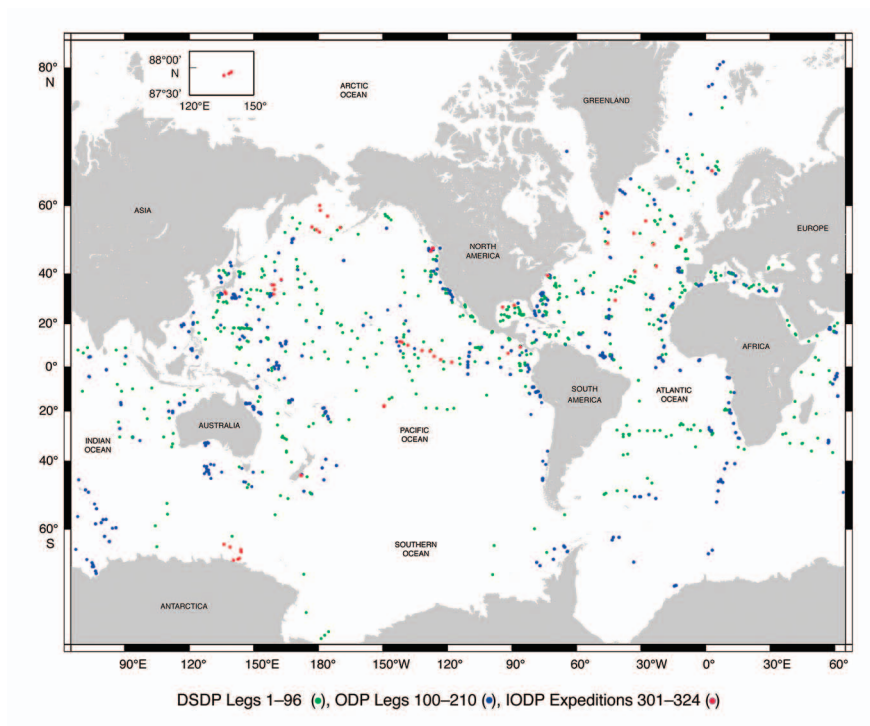 80°
N
88°00'
N
87°30'
120°E 150°
ARCTIC
OCEAN
GREENLAND
60°
ASIA
NORTH
AMERICA
EUROPE
40°
20°
AFRICA
0°
SOUTH
AMERICA
ATLANTIC
OCEAN
20°
AUSTRALIA
PACIFIC
OCEAN
INDIAN
OCEAN
40°
60°
S
SOUTHERN
OCEAN
ANTARCTICA
90°E 120°E 150°E 180° 150°W 120° 90° 60° 30°W 0° 30°E 60°
DSDP Legs 1–96 (•), ODP Legs 100–210 (•), IODP Expeditions 301–324 (•)